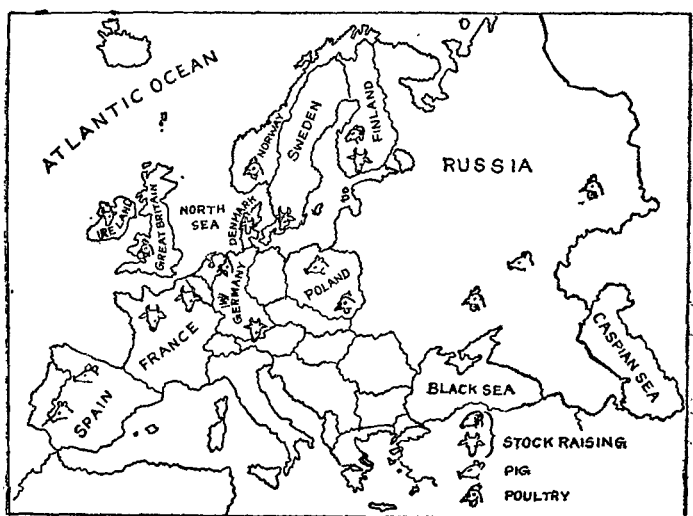 ATLANTIC OCEAN
NORWAY
SWEDEN
FINLAND
RUSSIA
IRELAND
GREAT BRITAIN
NORTH
SEA
DENMARK
W
GERMANY
POLAND
FRANCE
SPAIN
BLACK SEA
CASPIAN SEA
STOCK RAISING
PIG
POULTRY